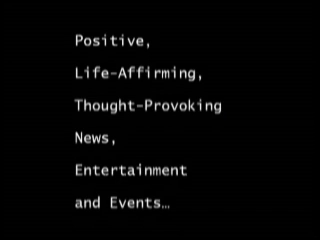 Positive,
Life-Affirming,
Thought-Provoking
News,
Entertainment
and Events…